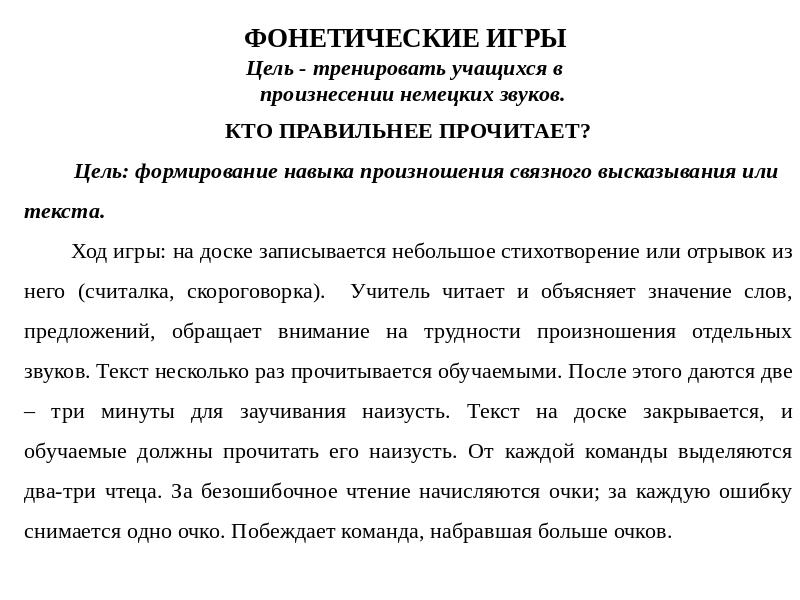 ФОНЕТИЧЕСКИЕ ИГРЫ
Цель - тренировать учащихся в
произнесении немецких звуков.
КТО ПРАВИЛЬНЕЕ ПРОЧИТАЕТ?
Цель: формирование навыка произношения связного высказывания или
текста.
Ход игры: на доске записывается небольшое стихотворение или отрывок из
него (считалка, скороговорка). Учитель читает и объясняет значение слов,
предложений, обращает внимание на трудности произношения отдельных
звуков. Текст несколько раз прочитывается обучаемыми. После этого даются две
– три минуты для заучивания наизусть. Текст на доске закрывается, и
обучаемые должны прочитать его наизусть. От каждой команды выделяются
два-три чтеца. За безошибочное чтение начисляются очки; за каждую ошибку
снимается одно очко. Побеждает команда, набравшая больше очков.